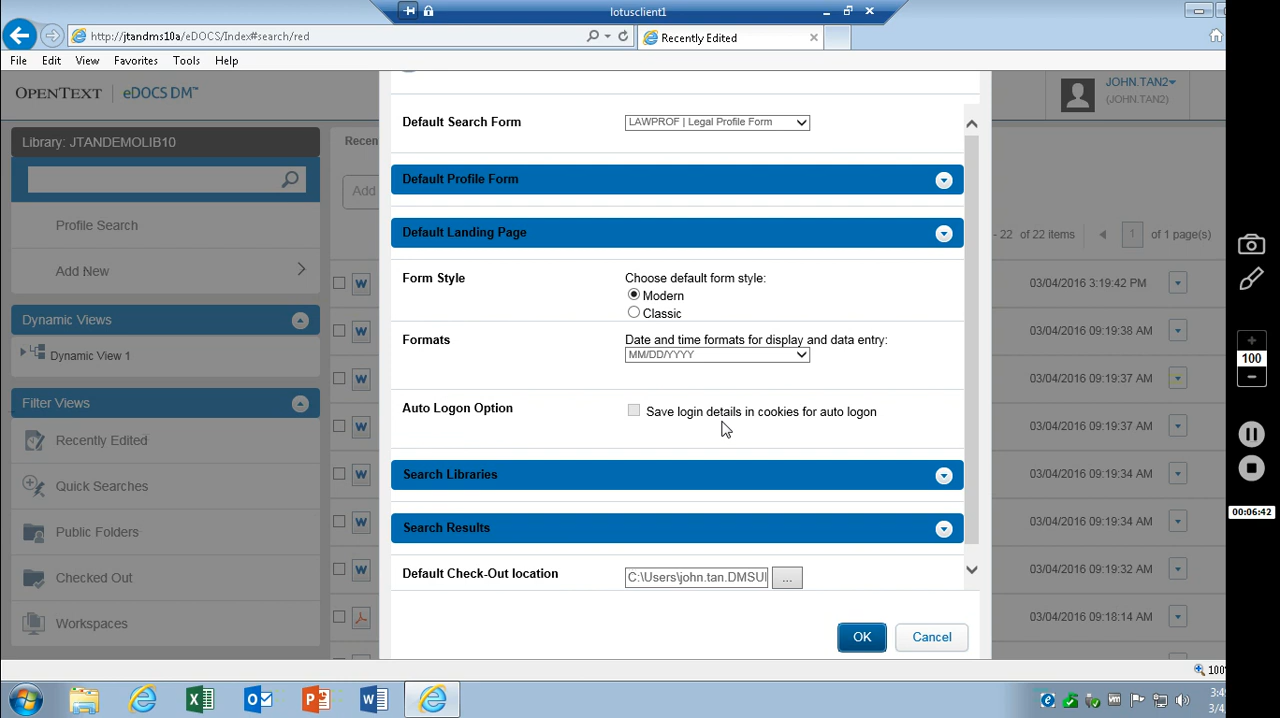 lotusclient1
http://jtandms10a/eDOCS/Index#search/red
Recently Edited
File Edit View Favorites Tools Help
OPENTEXT eDOCS DM™
JOHN.TAN2
(JOHN.TAN2)
Library: JTANDEMOLIB10
Profile Search
Add New
Dynamic Views
Dynamic View 1
Filter Views
Recently Edited
Quick Searches
Public Folders
Checked Out
Workspaces
Recen
Add
Default Search Form
LAWPROF | Legal Profile Form
Default Profile Form
Default Landing Page
Form Style
Choose default form style:
Modern
Classic
Formats
Date and time formats for display and data entry:
MM/DD/YYYY
Auto Logon Option
Save login details in cookies for auto logon
Search Libraries
Search Results
Default Check-Out location
C:\Users\john.tan.DMSUI
...
OK
Cancel
- 22 of 22 items 1 of 1 page(s)
03/04/2016 3:19:42 PM
03/04/2016 09:19:38 AM
03/04/2016 09:19:37 AM
03/04/2016 09:19:37 AM
03/04/2016 09:19:34 AM
03/04/2016 09:19:34 AM
03/04/2016 09:19:32 AM
03/04/2016 09:18:14 AM
100
00:06:42
100%
3:4
3/4